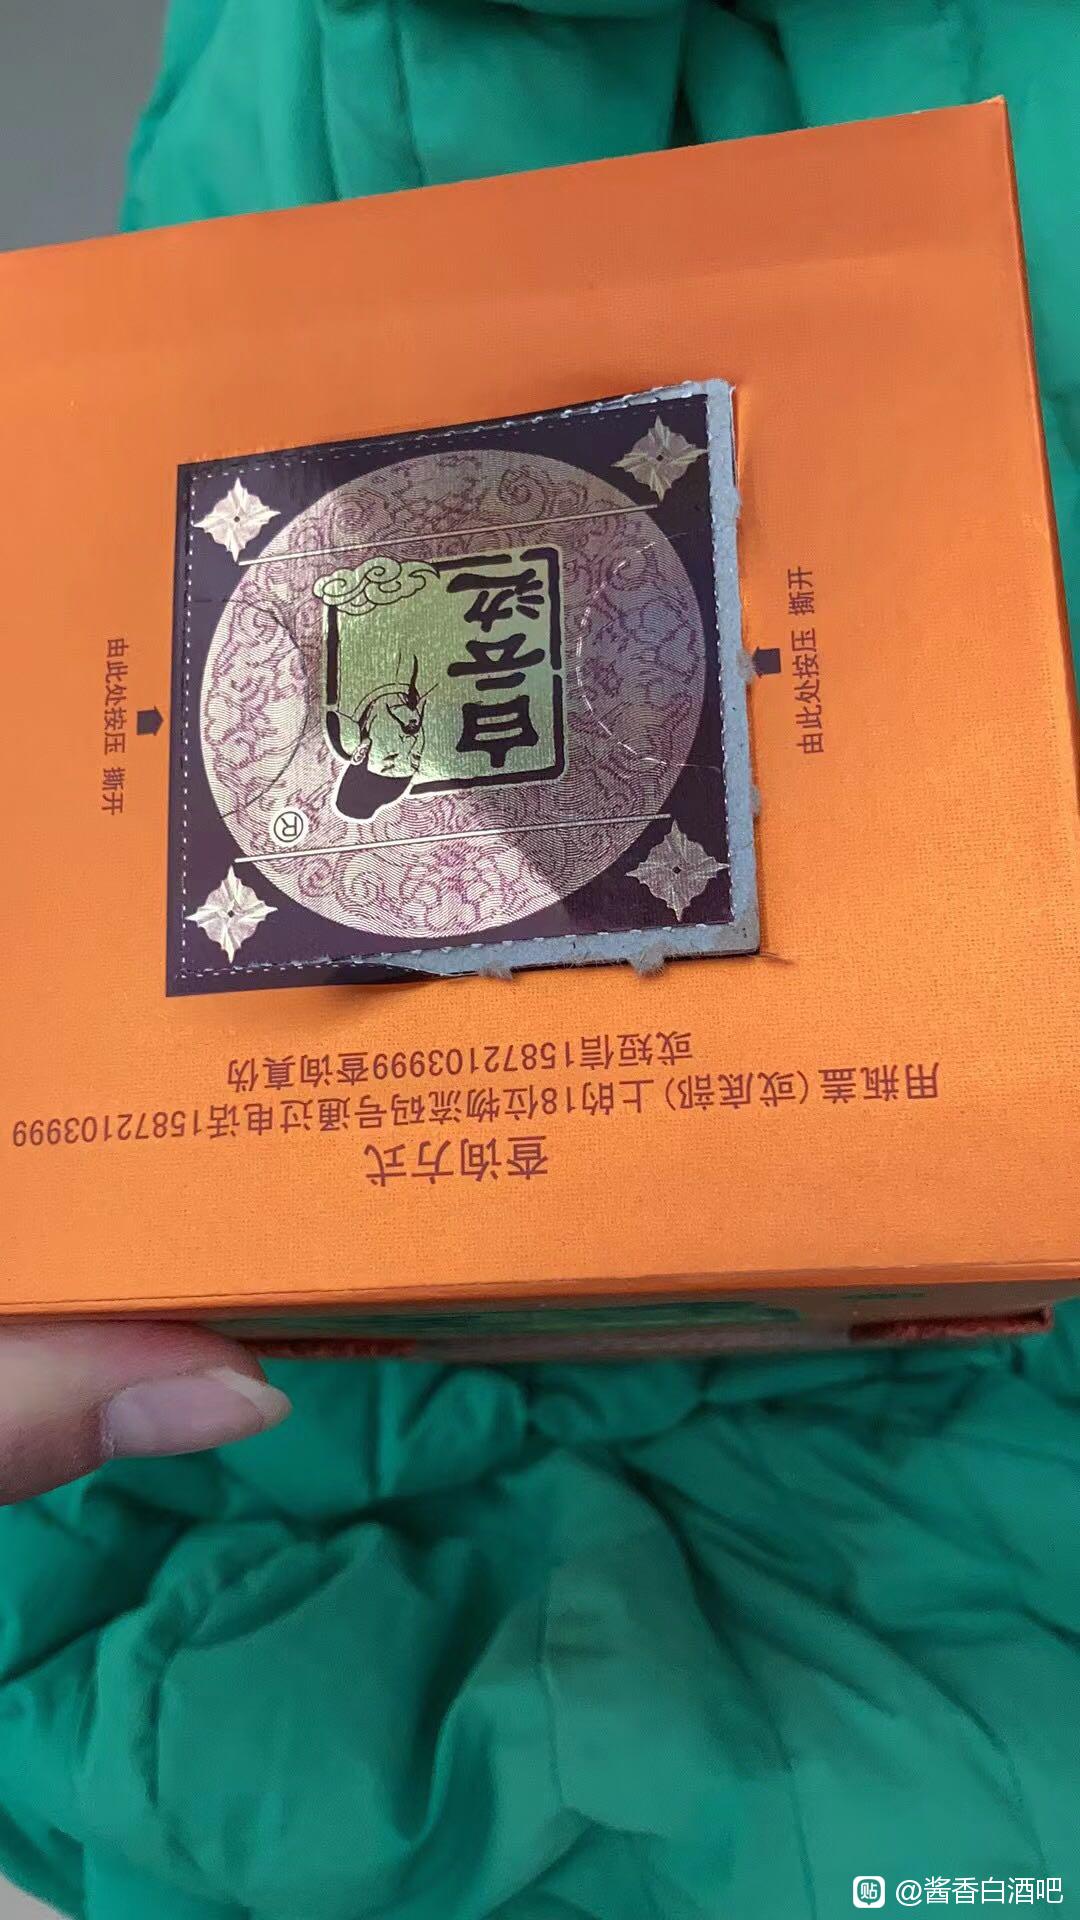 查询方式
用瓶盖(或底部)上的18位物流码号通过电话15872103999
或短信15872103999查询真伪
白云边
®
由此处按压 撕开
由此处按压 撕开
贴 @酱香白酒吧